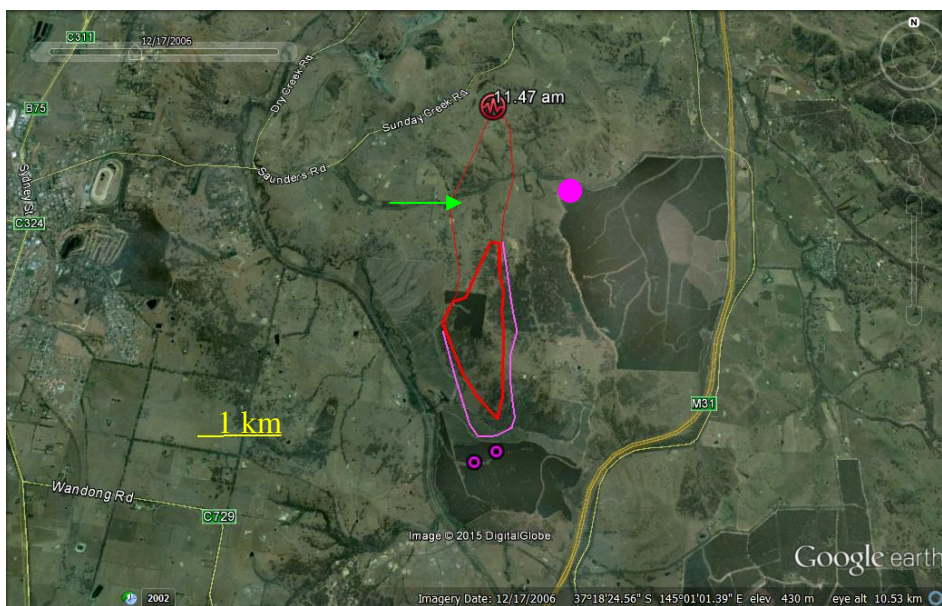 C311
12/17/2006
N
11.47 am
Dry Creek Rd
Sunday Creek Rd
B75
Saunders Rd
Sydney St
C324
M31
1 km
Wandong Rd
C729
Image © 2015 DigitalGlobe
Google earth
2002
Imagery Date: 12/17/2006 37°18'24.56" S 145°01'01.39" E elev 430 m eye alt 10.53 km